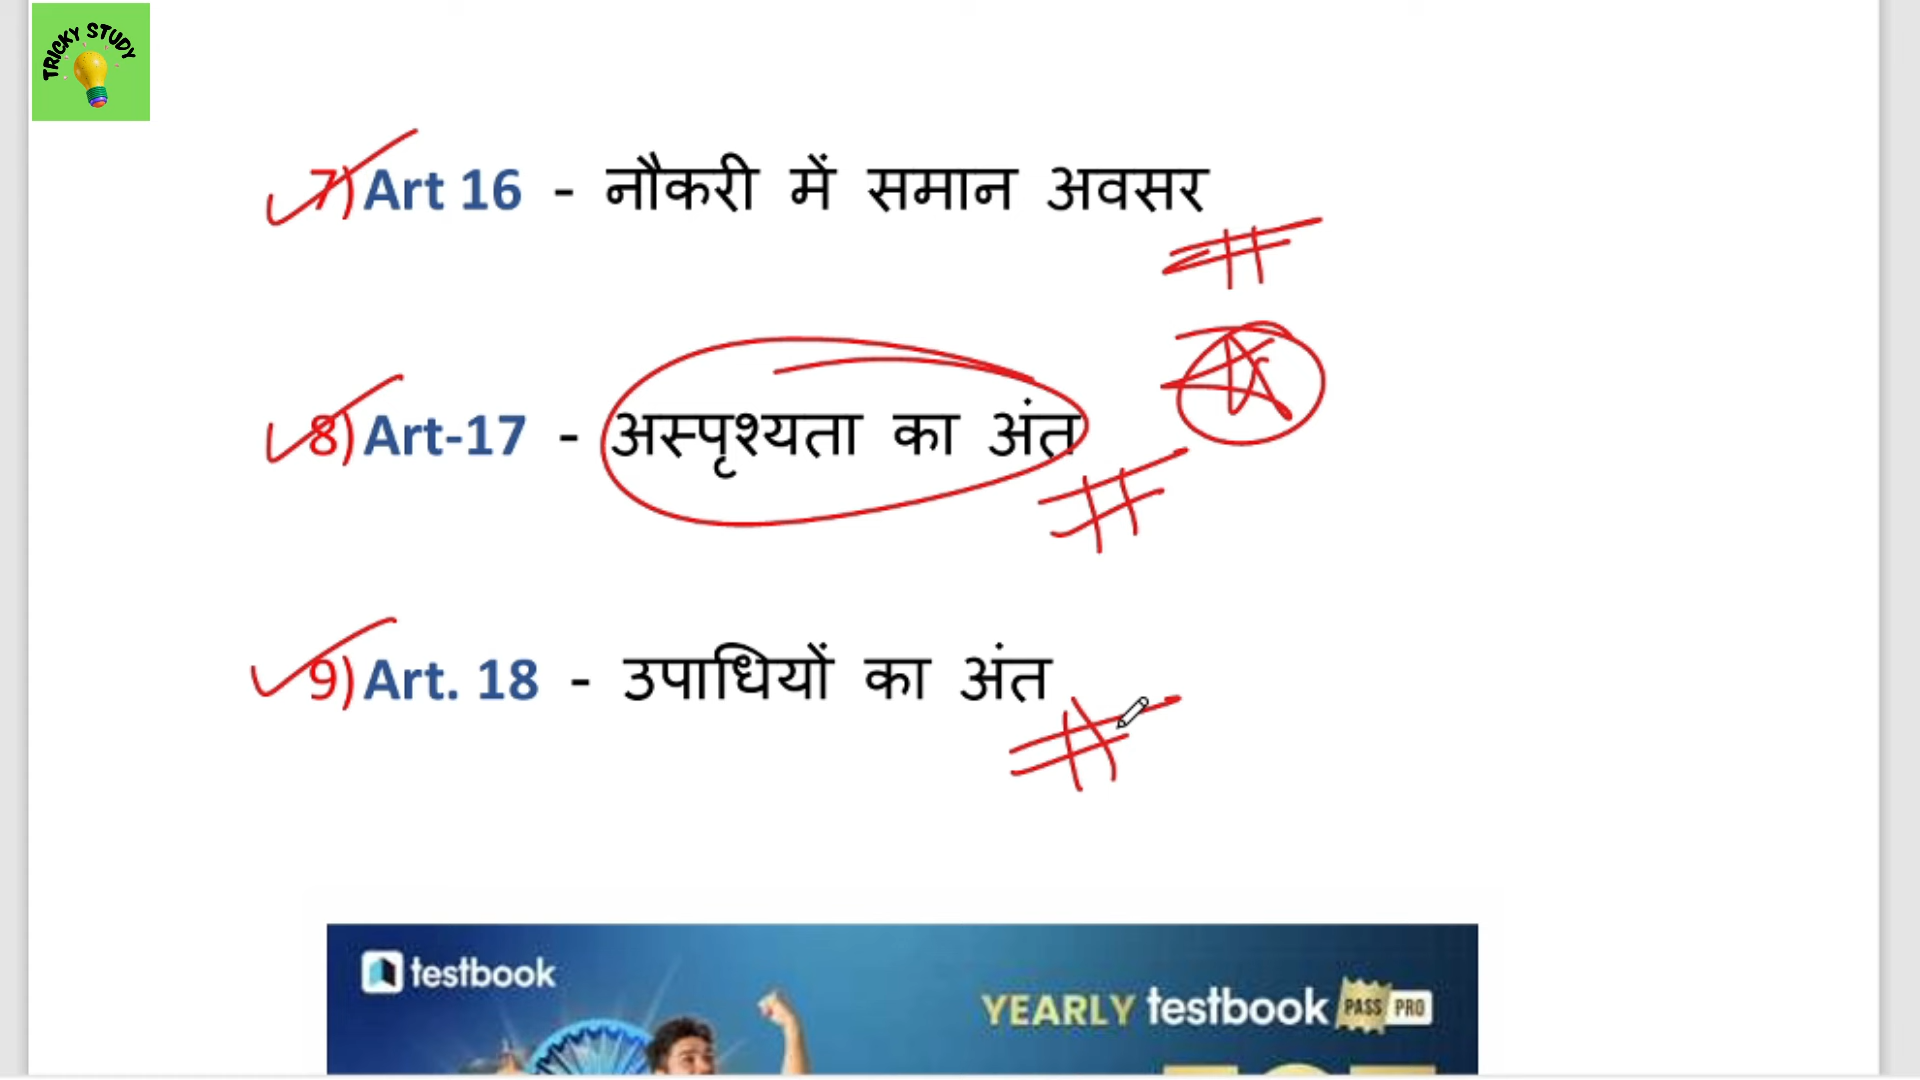 TRICKY STUDY
7) Art 16 - नौकरी में समान अवसर
8) Art-17 - अस्पृश्यता का अंत
9) Art. 18 - उपाधियों का अंत
testbook
YEARLY testbook PASS PRO